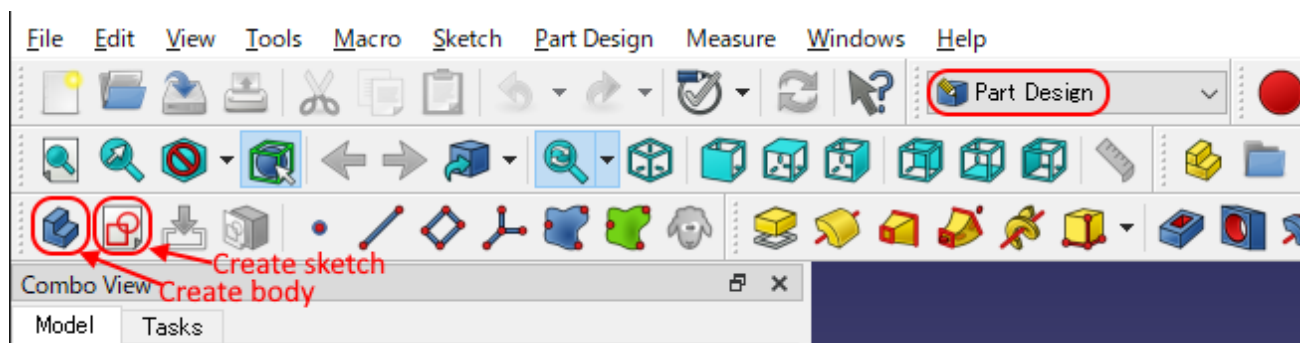 File Edit View Tools Macro Sketch Part Design Measure Windows Help
Part Design
Create sketch
Combo View
Create body
Model Tasks